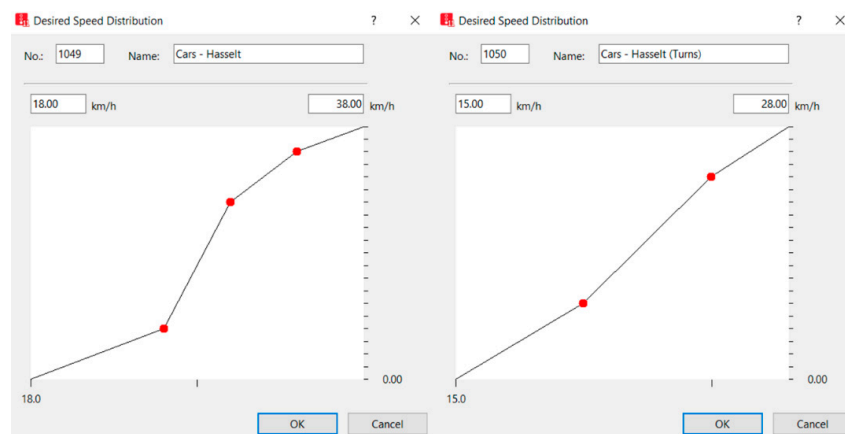 Desired Speed Distribution ? ×
No.: 1049 Name: Cars - Hasselt
18.00 km/h 38.00 km/h
0.00
18.0
OK Cancel
Desired Speed Distribution ? ×
No.: 1050 Name: Cars - Hasselt (Turns)
15.00 km/h 28.00 km/h
0.00
15.0
OK Cancel